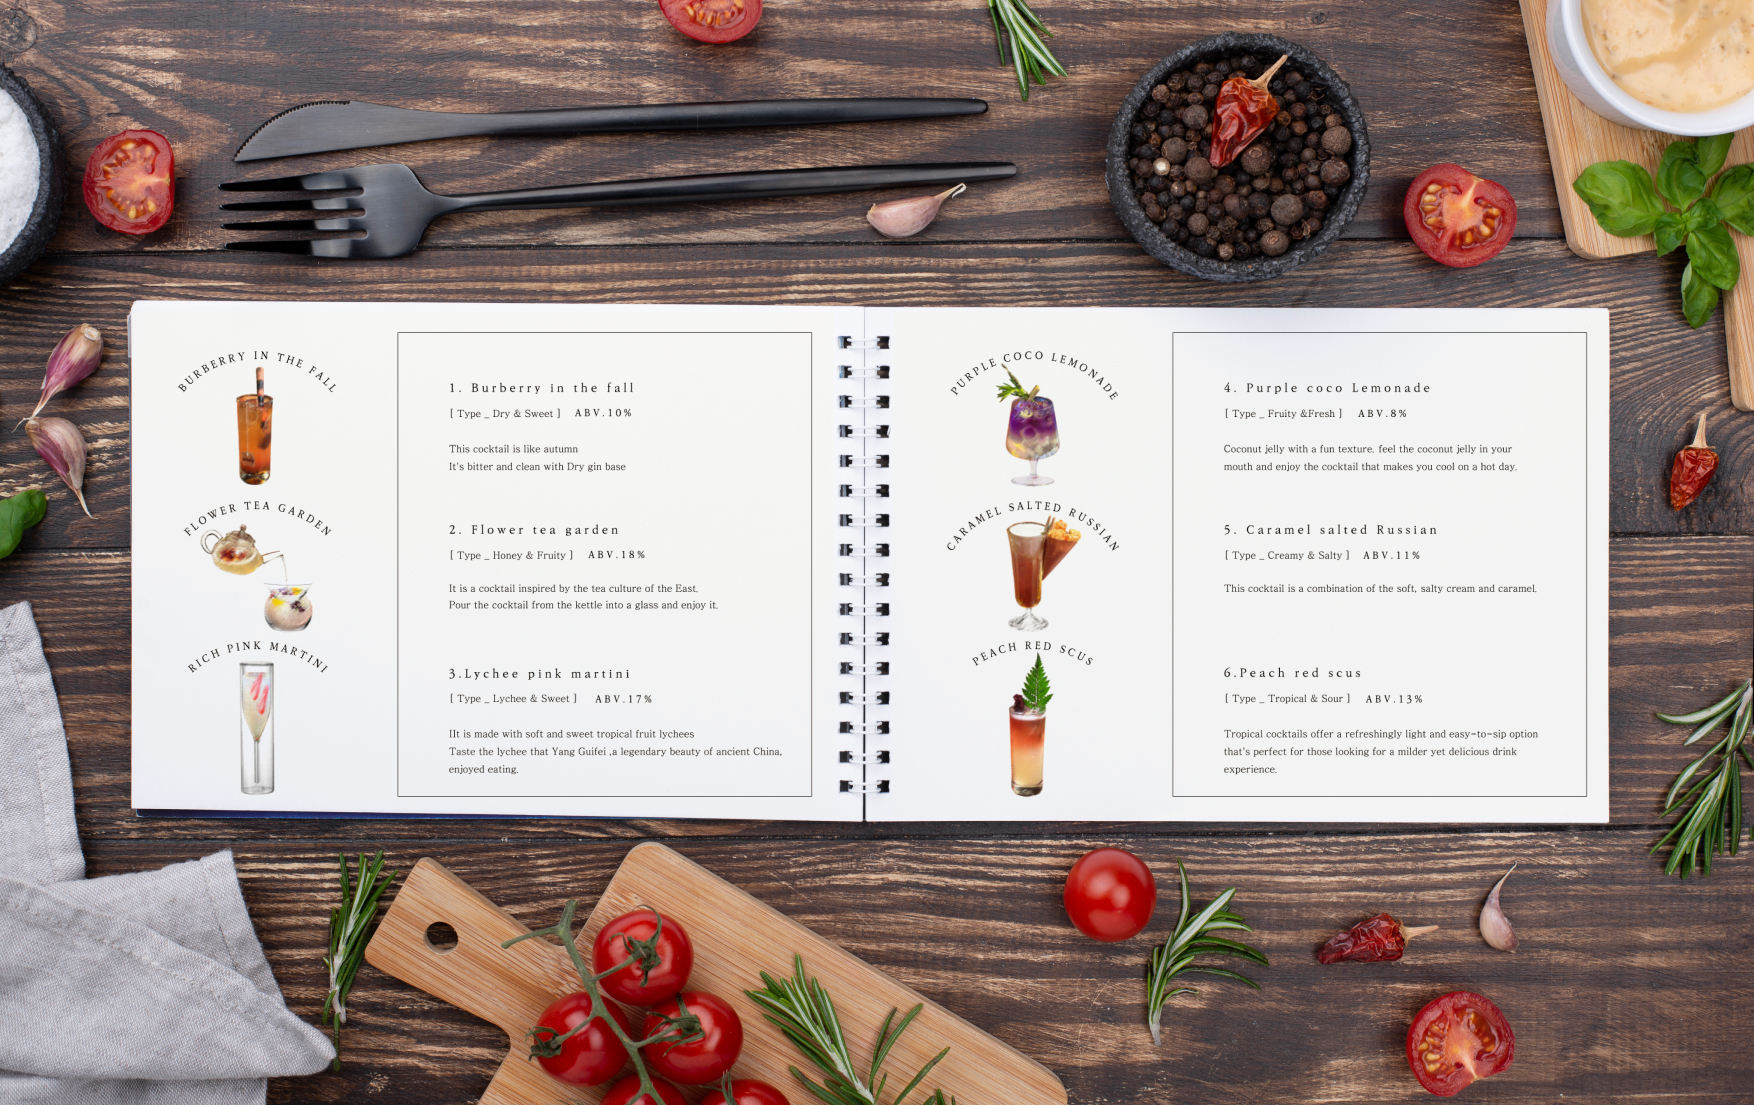 BURBERRY IN THE FALL
1. Burberry in the fall
[ Type _ Dry & Sweet ] ABV.10%
This cocktail is like autumn
It's bitter and clean with Dry gin base
FLOWER TEA GARDEN
2. Flower tea garden
[ Type _ Honey & Fruity ] ABV.18%
It is a cocktail inspired by the tea culture of the East.
Pour the cocktail from the kettle into a glass and enjoy it.
RICH PINK MARTINI
3.Lychee pink martini
[ Type _ Lychee & Sweet ] ABV.17%
IIt is made with soft and sweet tropical fruit lychees
Taste the lychee that Yang Guifei ,a legendary beauty of ancient China,
enjoyed eating.
PURPLE COCO LEMONADE
4. Purple coco Lemonade
[ Type _ Fruity &Fresh ] ABV.8%
Coconut jelly with a fun texture. feel the coconut jelly in your
mouth and enjoy the cocktail that makes you cool on a hot day.
CARAMEL SALTED RUSSIAN
5. Caramel salted Russian
[ Type _ Creamy & Salty ] ABV.11%
This cocktail is a combination of the soft, salty cream and caramel.
PEACH RED SCUS
6.Peach red scus
[ Type _ Tropical & Sour ] ABV.13%
Tropical cocktails offer a refreshingly light and easy-to-sip option
that's perfect for those looking for a milder yet delicious drink
experience.